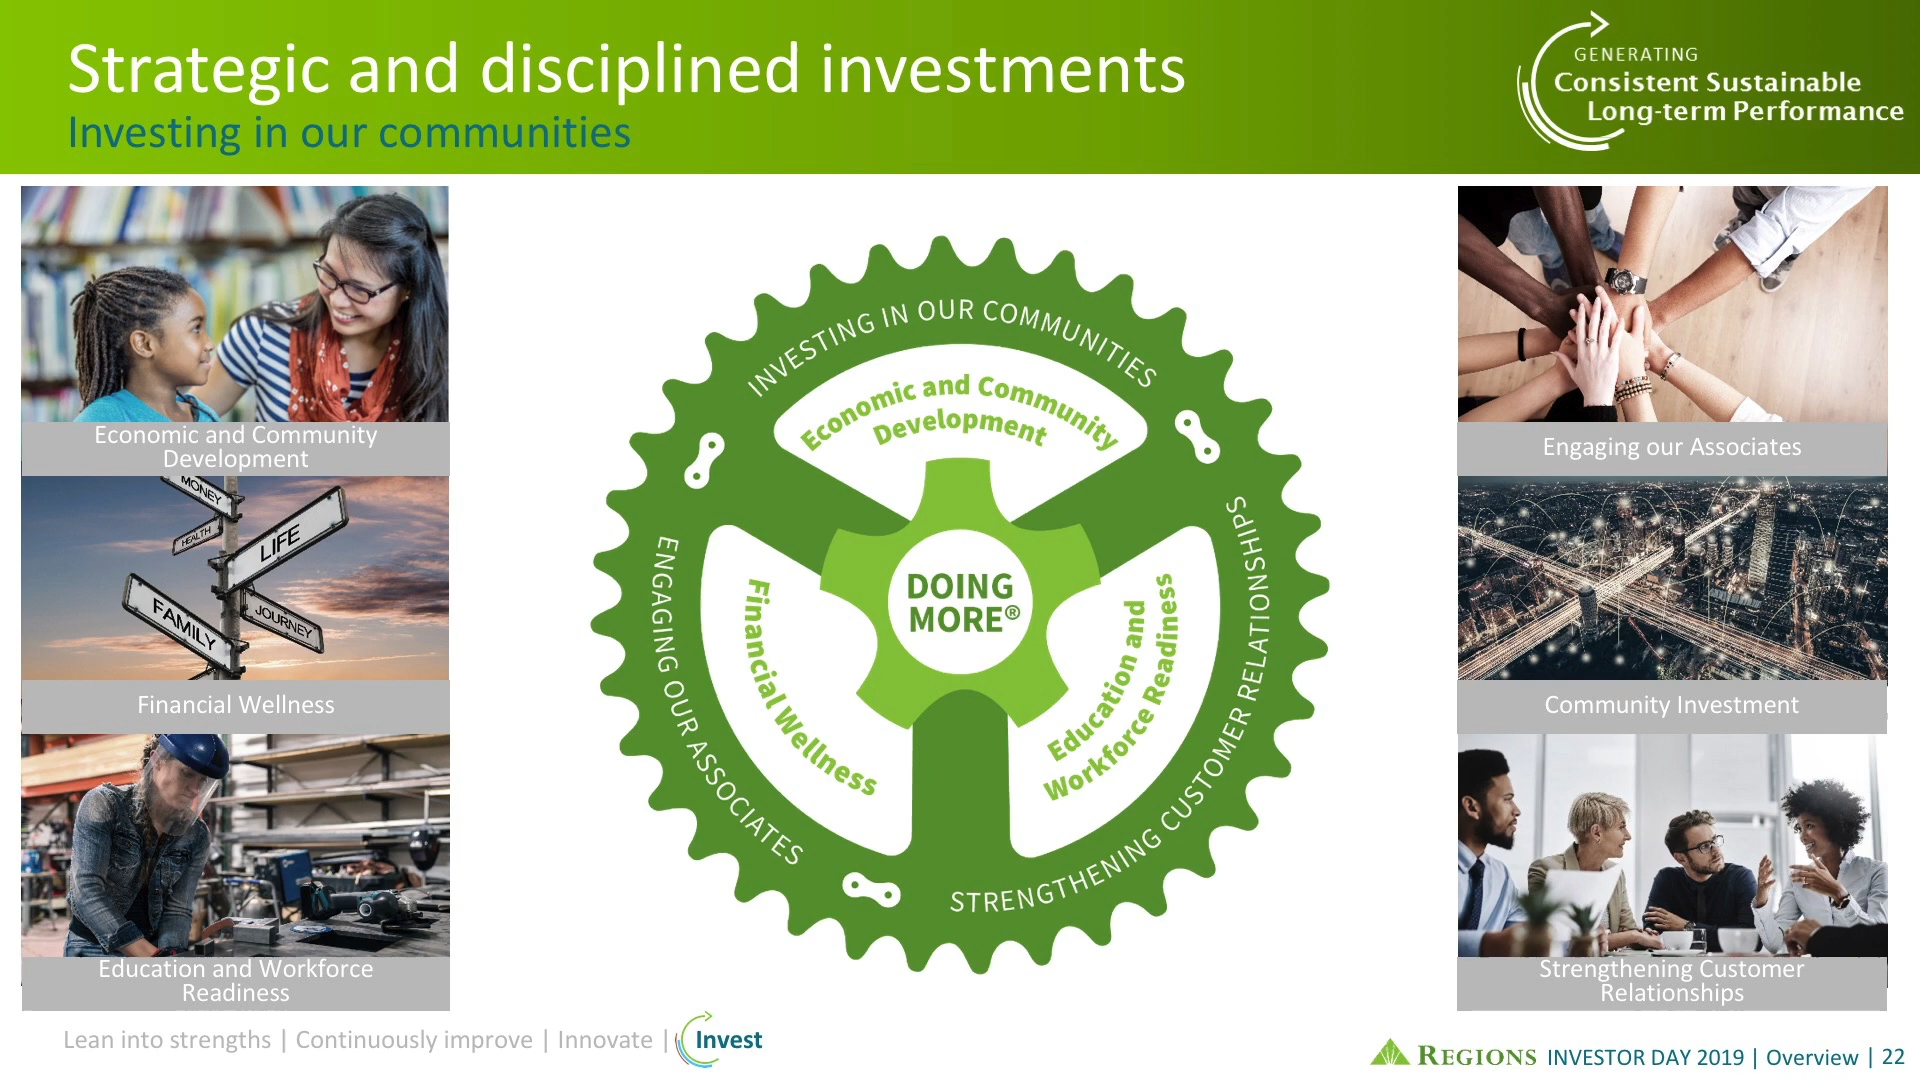 Strategic and disciplined investments
Investing in our communities
GENERATING
Consistent Sustainable
Long-term Performance
Economic and Community
Development
MONEY
HEALTH
LIFE
FAMILY
JOURNEY
Financial Wellness
Education and Workforce
Readiness
INVESTING IN OUR COMMUNITIES
Economic and Community
Development
DOING
MORE®
ENGAGING OUR ASSOCIATES
Financial Wellness
Education and
Workforce Readiness
STRENGTHENING CUSTOMER RELATIONSHIPS
Engaging our Associates
Community Investment
Strengthening Customer
Relationships
Lean into strengths | Continuously improve | Innovate | Invest
REGIONS INVESTOR DAY 2019 | Overview | 22